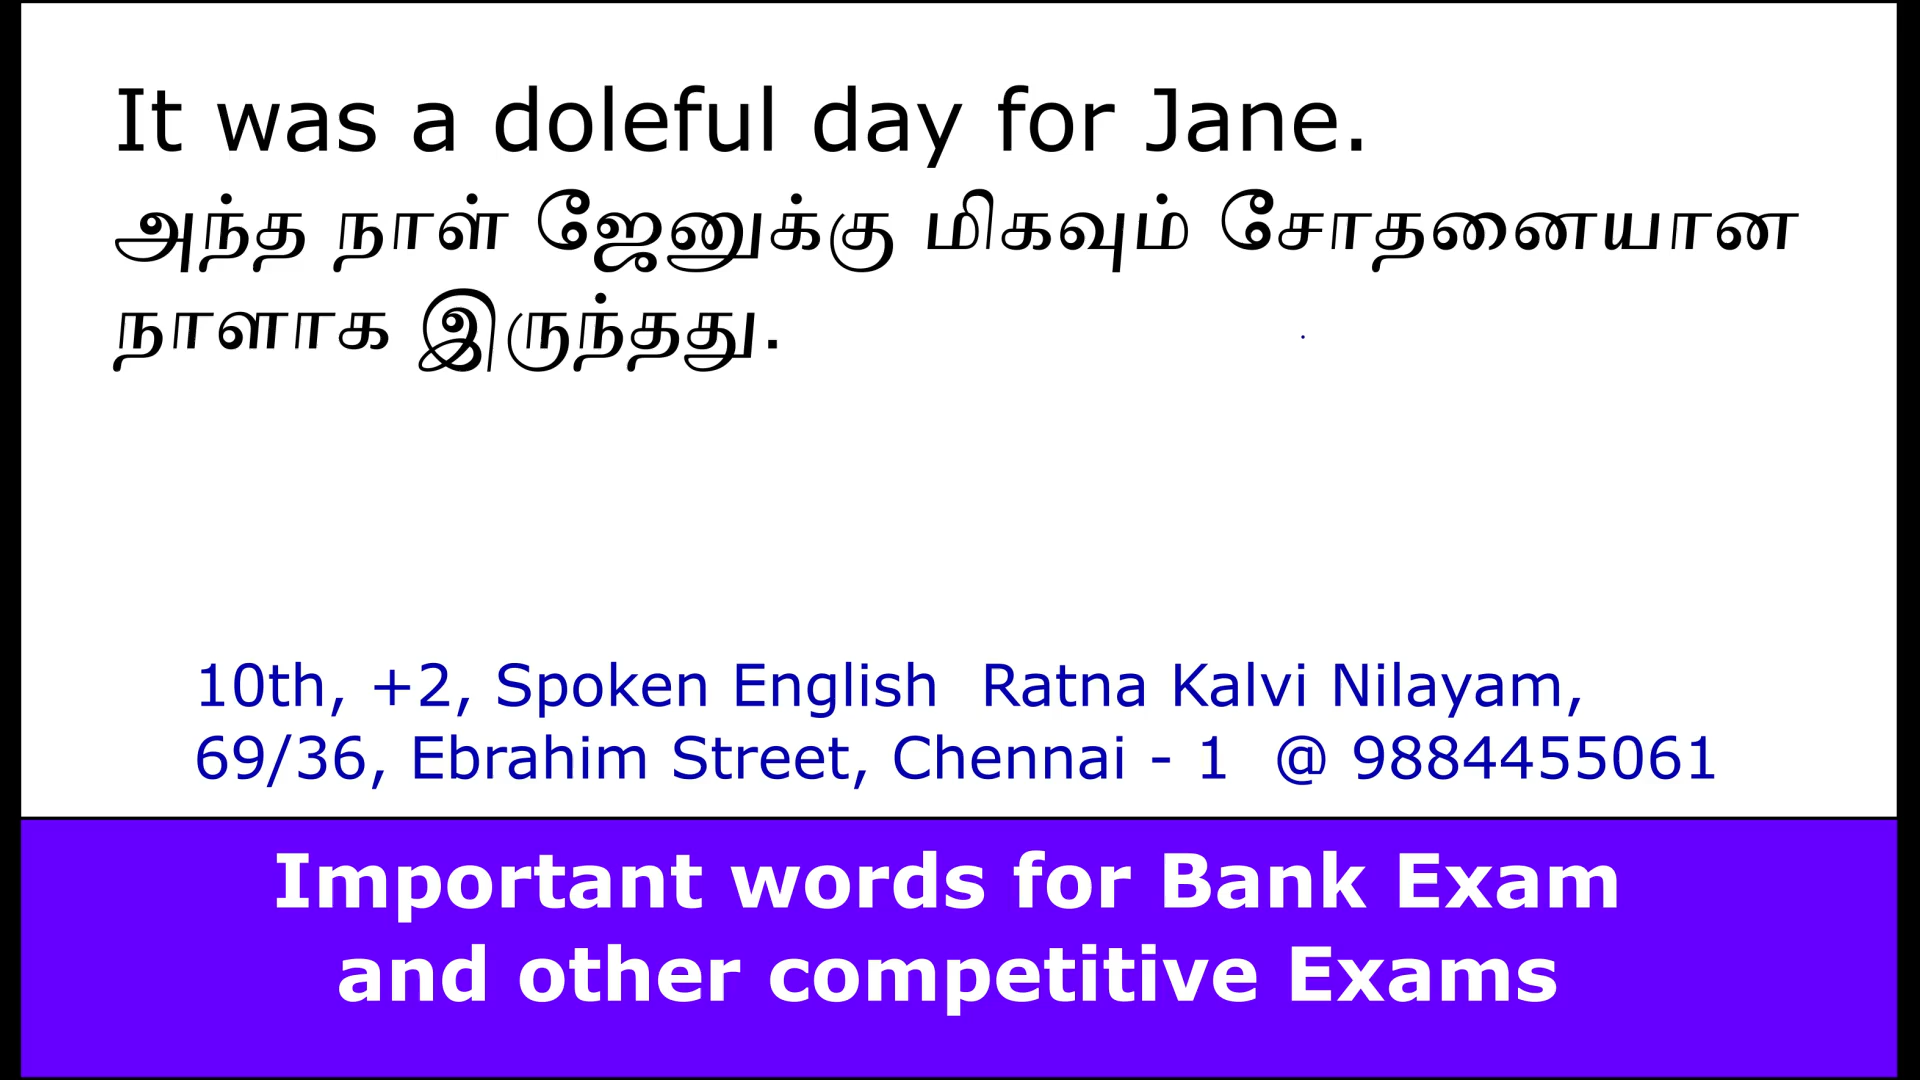 It was a doleful day for Jane.
அந்த நாள் ஜேனுக்கு மிகவும் சோதனையான
நாளாக இருந்தது.
10th, +2, Spoken English  Ratna Kalvi Nilayam,
69/36, Ebrahim Street, Chennai - 1  @ 9884455061
Important words for Bank Exam
and other competitive Exams